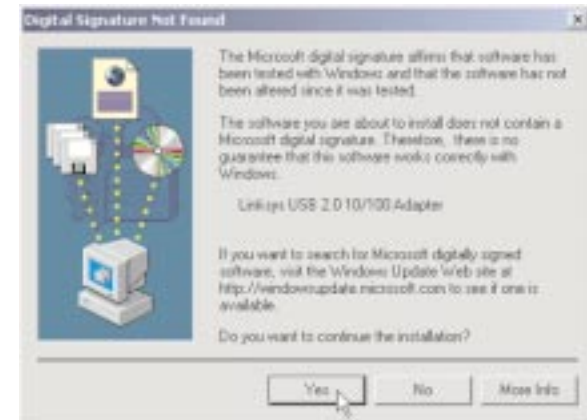 Digital Signature Not Found
The Microsoft digital signature affirms that software has
been tested with Windows and that the software has not
been altered since it was tested.
The software you are about to install does not contain a
Microsoft digital signature. Therefore, there is no
guarantee that this software works correctly with
Windows.
Linksys USB 2.0 10/100 Adapter
If you want to search for Microsoft digitally signed
software, visit the Windows Update Web site at
http://windowsupdate.microsoft.com to see if one is
available.
Do you want to continue the installation?
Yes
No
More Info